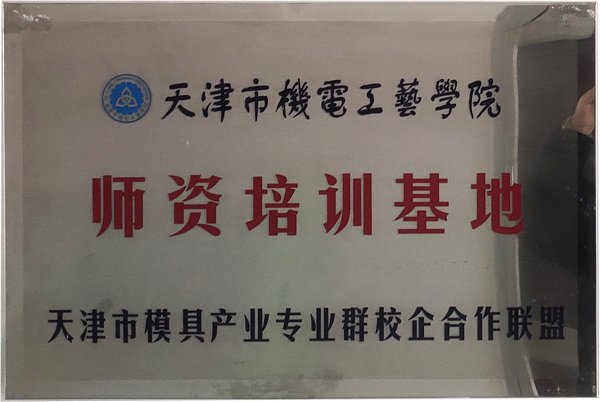 天津市機電工藝學院
师资培训基地
天津市模具产业专业群校企合作联盟